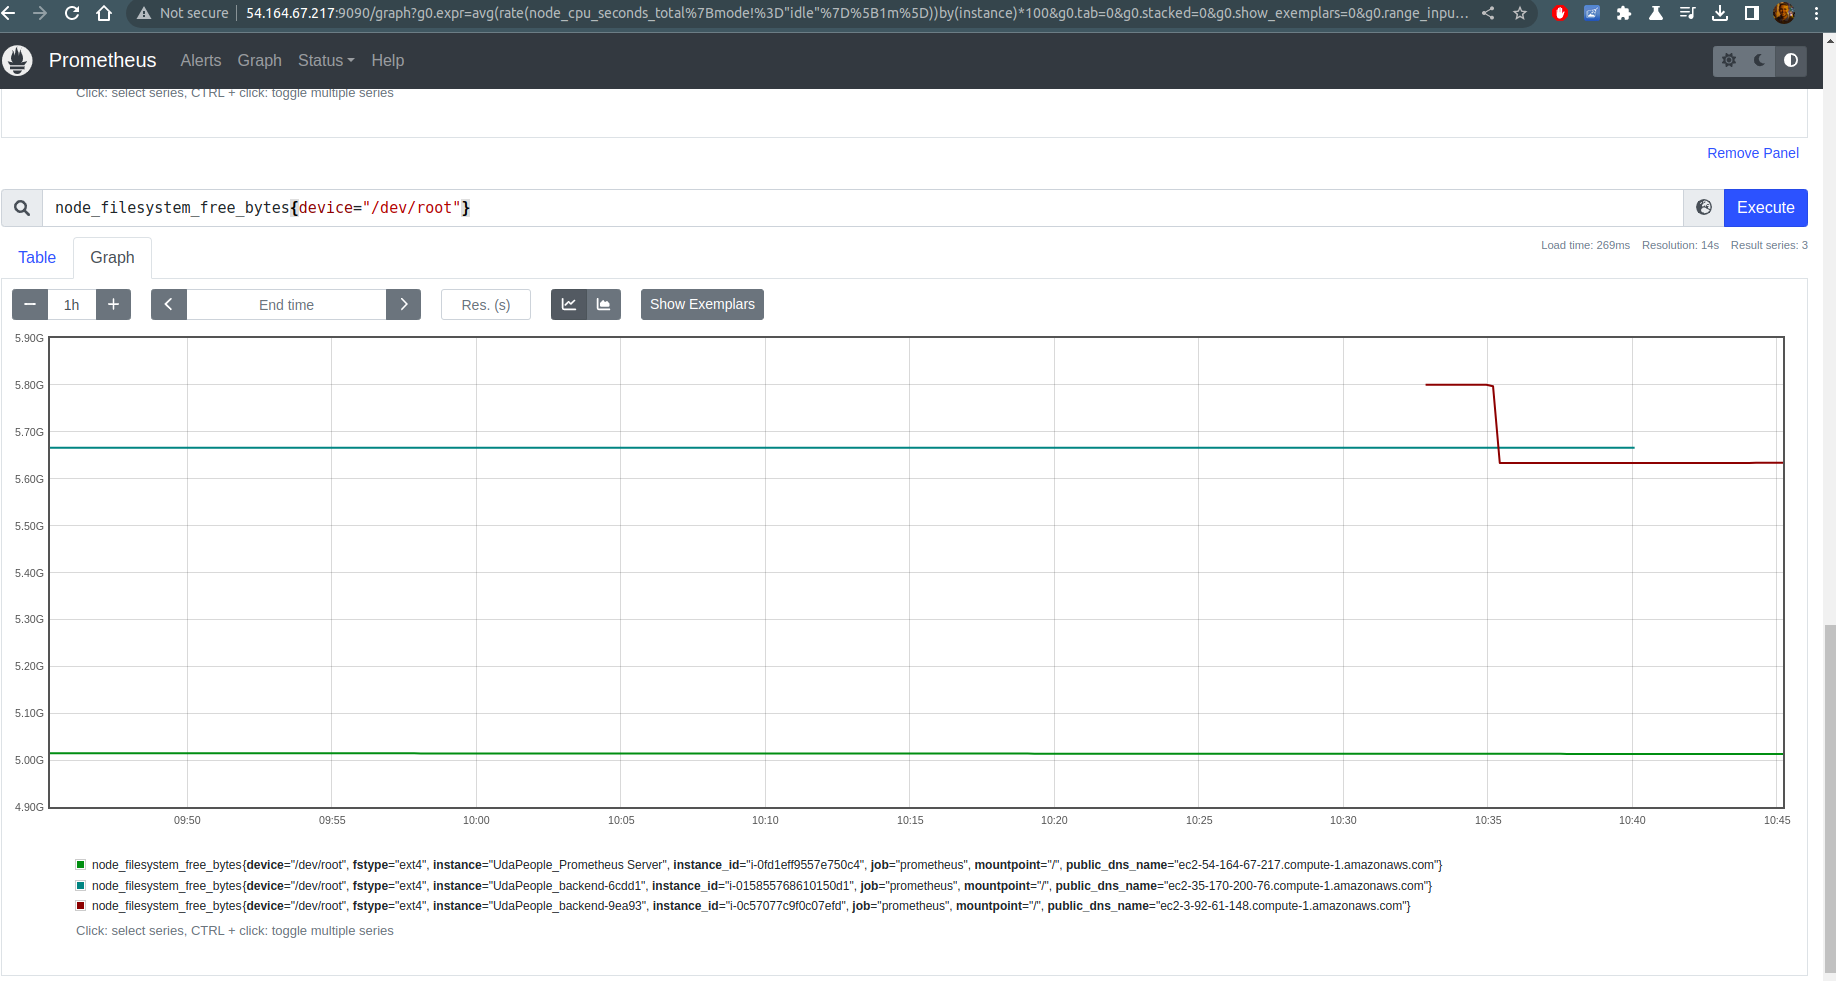 Not secure 54.164.67.217:9090/graph?g0.expr=avg(rate(node_cpu_seconds_total%7Bmode!%3D"idle"%7D%5B1m%5D))by(instance)*100&g0.tab=0&g0.stacked=0&g0.show_exemplars=0&g0.range_inpu...
Prometheus Alerts Graph Status Help
Click: select series, CTRL + click: toggle multiple series
Remove Panel
node_filesystem_free_bytes{device="/dev/root"} Execute
Table Graph Load time: 269ms Resolution: 14s Result series: 3
1h End time Res. (s) Show Exemplars
5.90G
5.80G
5.70G
5.60G
5.50G
5.40G
5.30G
5.20G
5.10G
5.00G
4.90G
09:50 09:55 10:00 10:05 10:10 10:15 10:20 10:25 10:30 10:35 10:40 10:45
node_filesystem_free_bytes{device="/dev/root", fstype="ext4", instance="UdaPeople_Prometheus Server", instance_id="i-0fd1eff9557e750c4", job="prometheus", mountpoint="/", public_dns_name="ec2-54-164-67-217.compute-1.amazonaws.com"}
node_filesystem_free_bytes{device="/dev/root", fstype="ext4", instance="UdaPeople_backend-6cdd1", instance_id="i-015855768610150d1", job="prometheus", mountpoint="/", public_dns_name="ec2-35-170-200-76.compute-1.amazonaws.com"}
node_filesystem_free_bytes{device="/dev/root", fstype="ext4", instance="UdaPeople_backend-9ea93", instance_id="i-0c57077c9f0c07efd", job="prometheus", mountpoint="/", public_dns_name="ec2-3-92-61-148.compute-1.amazonaws.com"}
Click: select series, CTRL + click: toggle multiple series